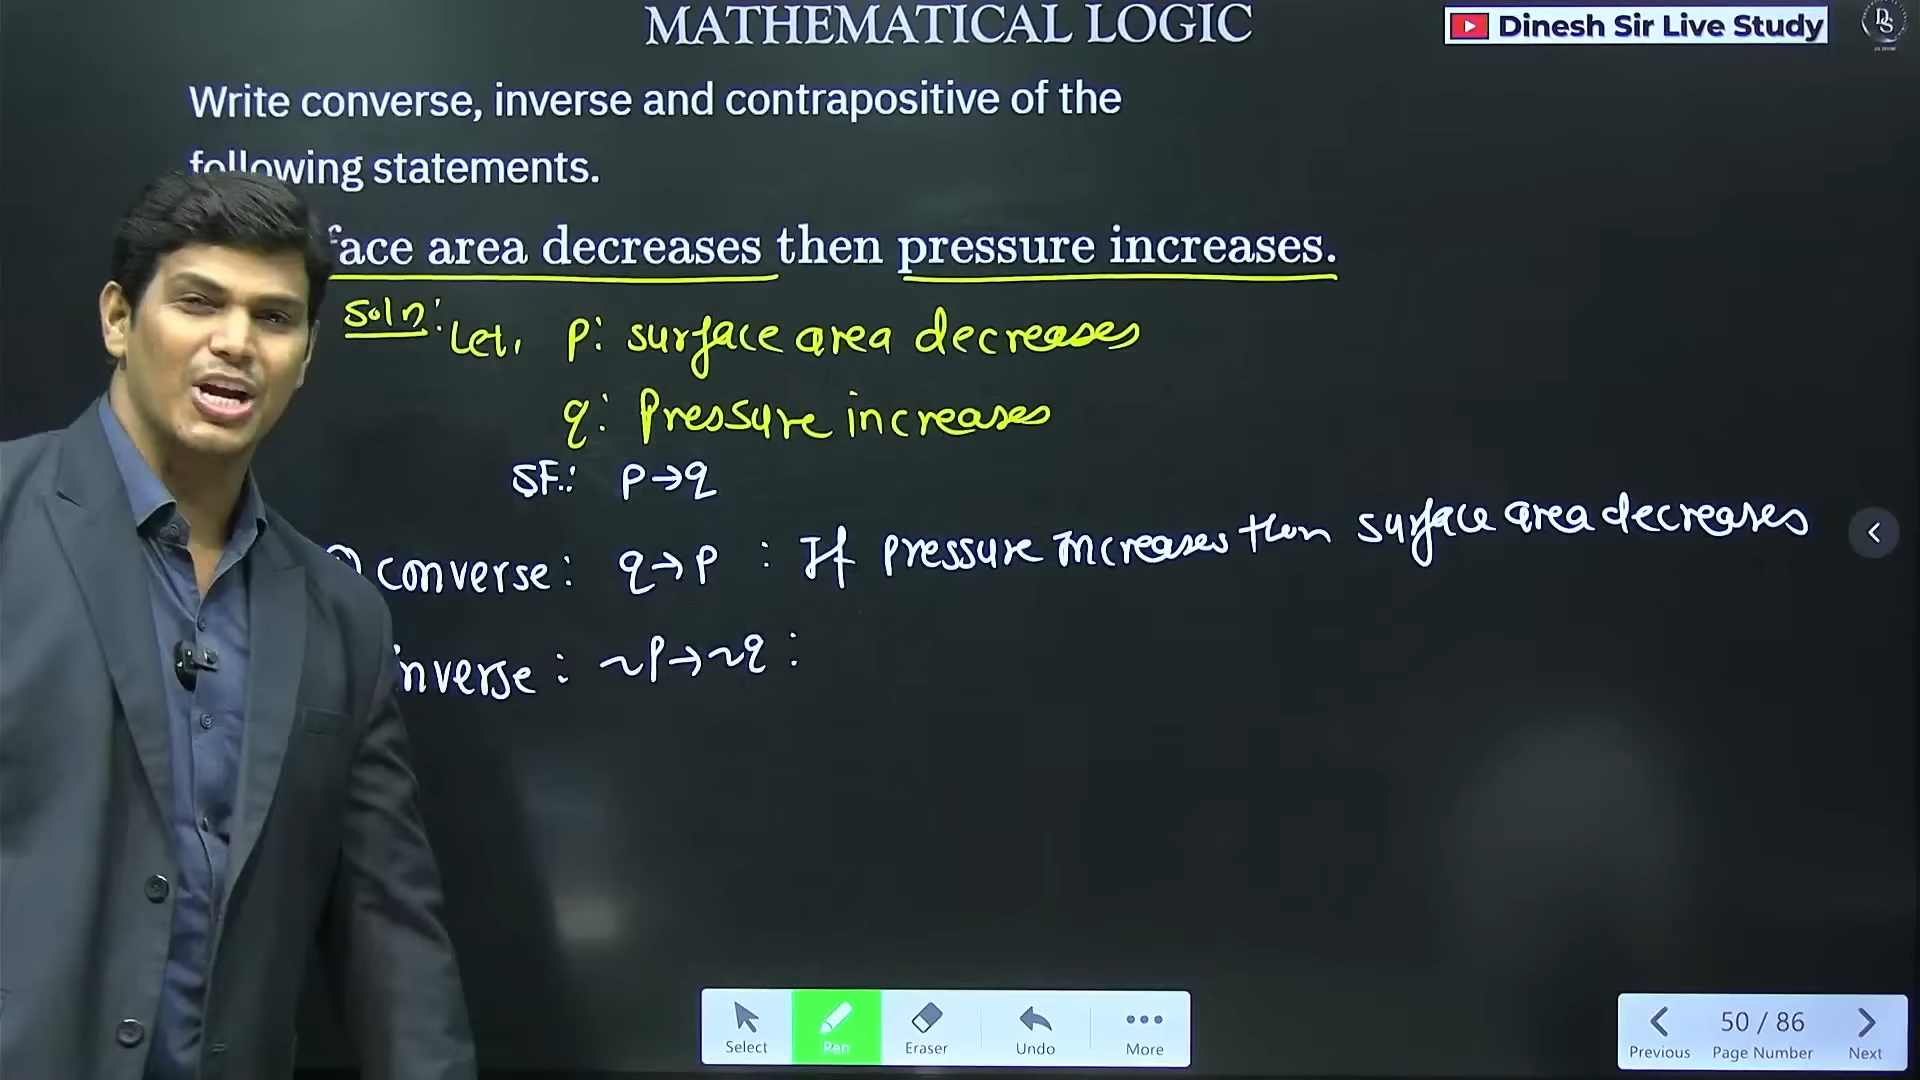 MATHEMATICAL LOGIC
Dinesh Sir Live Study
DS
Write converse, inverse and contrapositive of the
following statements.
face area decreases then pressure increases.
Soln:
Let, p: surface area decreases
q: Pressure increases
SF.: p→q
converse: q→p : If pressure increases then surface area decreases
inverse: ~p→~q:
Select
Pen
Eraser
Undo
More
50 / 86
Previous
Page Number
Next